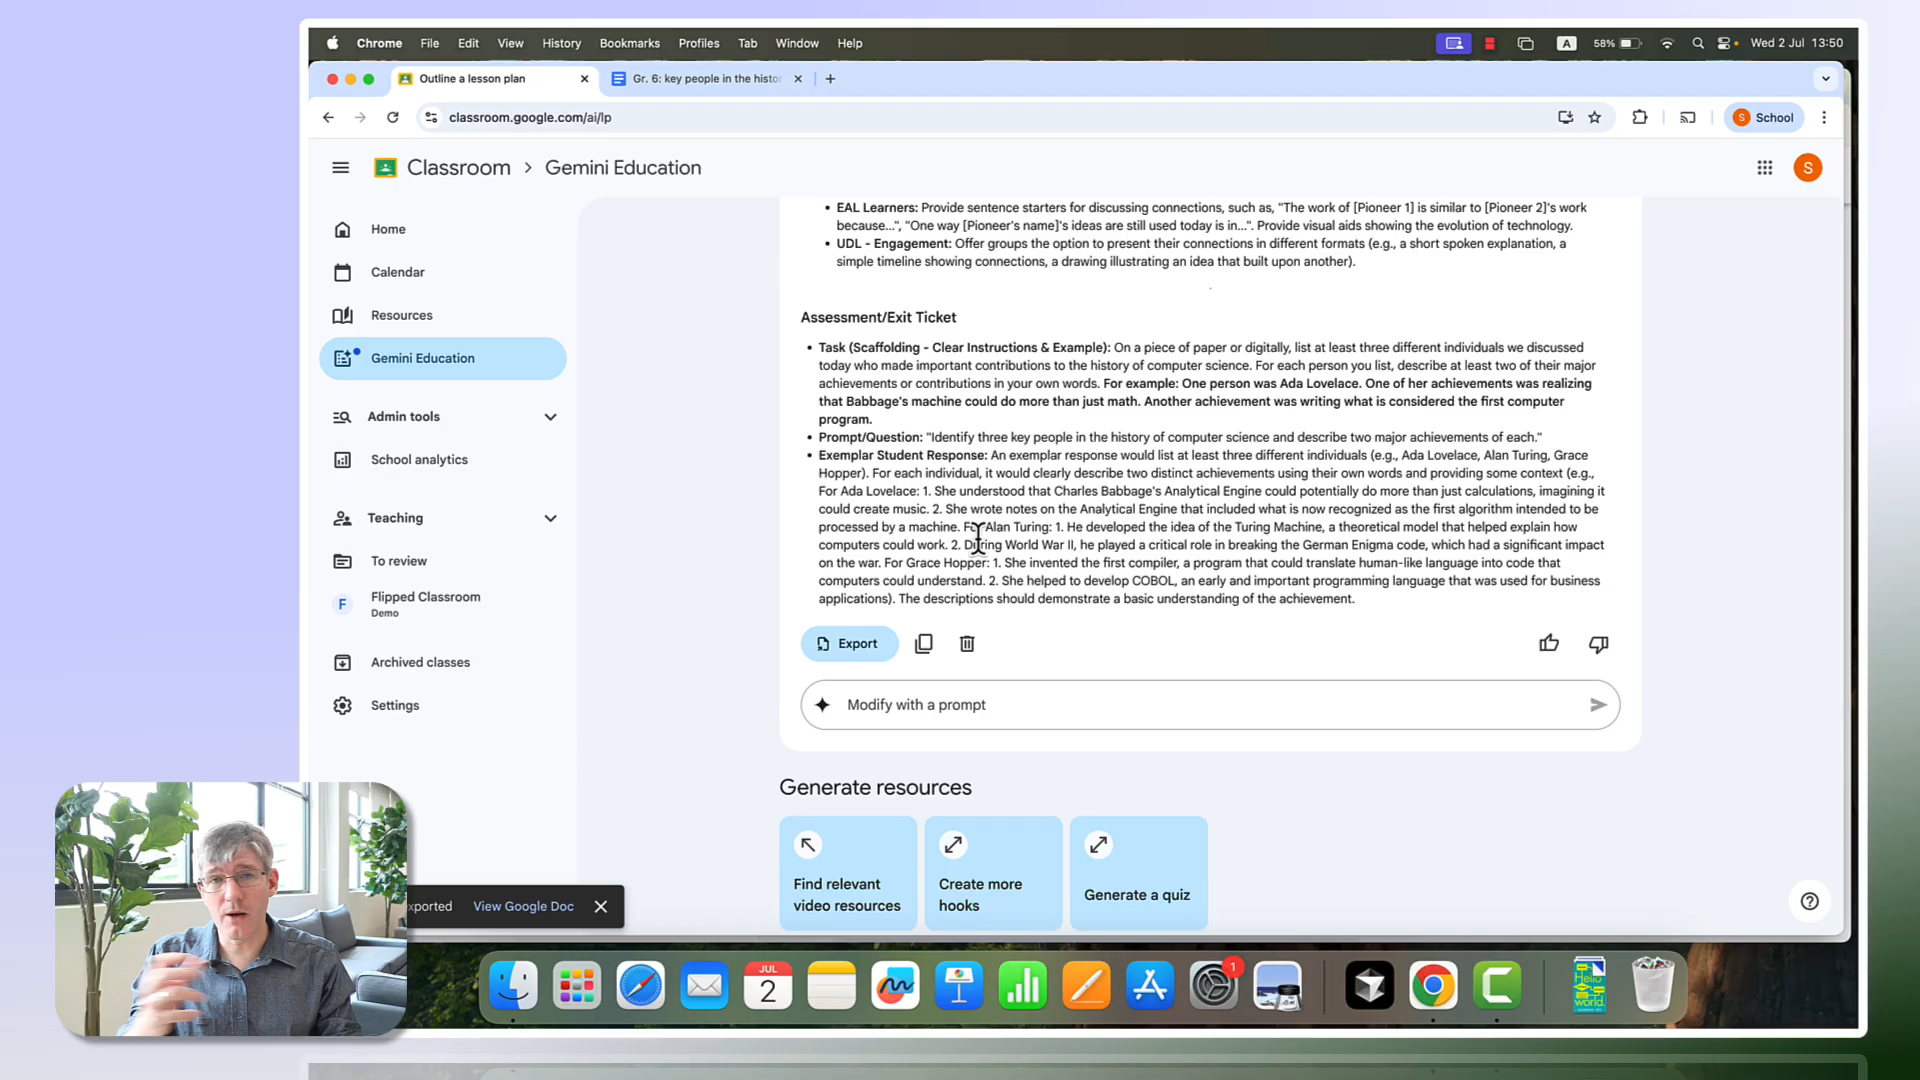 Chrome File Edit View History Bookmarks Profiles Tab Window Help
A 58% Wed 2 Jul 13:50
Outline a lesson plan
Gr. 6: key people in the histo
classroom.google.com/ai/lp
S School
Classroom > Gemini Education
S
Home
Calendar
Resources
Gemini Education
Admin tools
School analytics
Teaching
To review
F Flipped Classroom
Demo
Archived classes
Settings
• EAL Learners: Provide sentence starters for discussing connections, such as, "The work of [Pioneer 1] is similar to [Pioneer 2]'s work
because...", "One way [Pioneer's name]'s ideas are still used today is in...". Provide visual aids showing the evolution of technology.
• UDL - Engagement: Offer groups the option to present their connections in different formats (e.g., a short spoken explanation, a
simple timeline showing connections, a drawing illustrating an idea that built upon another).
Assessment/Exit Ticket
• Task (Scaffolding - Clear Instructions & Example): On a piece of paper or digitally, list at least three different individuals we discussed
today who made important contributions to the history of computer science. For each person you list, describe at least two of their major
achievements or contributions in your own words. For example: One person was Ada Lovelace. One of her achievements was realizing
that Babbage's machine could do more than just math. Another achievement was writing what is considered the first computer
program.
• Prompt/Question: "Identify three key people in the history of computer science and describe two major achievements of each."
• Exemplar Student Response: An exemplar response would list at least three different individuals (e.g., Ada Lovelace, Alan Turing, Grace
Hopper). For each individual, it would clearly describe two distinct achievements using their own words and providing some context (e.g.,
For Ada Lovelace: 1. She understood that Charles Babbage's Analytical Engine could potentially do more than just calculations, imagining it
could create music. 2. She wrote notes on the Analytical Engine that included what is now recognized as the first algorithm intended to be
processed by a machine. For Alan Turing: 1. He developed the idea of the Turing Machine, a theoretical model that helped explain how
computers could work. 2. During World War II, he played a critical role in breaking the German Enigma code, which had a significant impact
on the war. For Grace Hopper: 1. She invented the first compiler, a program that could translate human-like language into code that
computers could understand. 2. She helped to develop COBOL, an early and important programming language that was used for business
applications). The descriptions should demonstrate a basic understanding of the achievement.
Export
Modify with a prompt
Generate resources
Find relevant
video resources
Create more
hooks
Generate a quiz
xported View Google Doc
JUL
2
1
Hello
world.